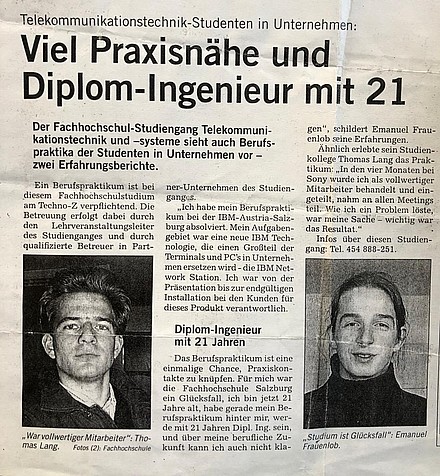 Telekommunikationstechnik-Studenten in Unternehmen:
Viel Praxisnähe und
Diplom-Ingenieur mit 21
Der Fachhochschul-Studiengang Telekommuni-
kationstechnik und –systeme sieht auch Berufs-
praktika der Studenten in Unternehmen vor –
zwei Erfahrungsberichte.
Ein Berufspraktikum ist bei
diesem Fachhochschulstudium
am Techno-Z verpflichtend. Die
Betreuung erfolgt dabei durch
den Lehrveranstaltungsleiter
des Studienganges und durch
qualifizierte Betreuer in Part-
„War vollwertiger Mitarbeiter“: Tho-
mas Lang. Fotos (2): Fachhochschule
ner-Unternehmen des Studien-
ganges.
„Ich habe mein Berufsprakti-
kum bei der IBM-Austria-Salz-
burg absolviert. Mein Aufgaben-
gebiet war eine neue IBM Tech-
nologie, die einen Großteil der
Terminals und PC's in Unterneh-
men ersetzen wird - die IBM Net-
work Station. Ich war von der
Präsentation bis zur endgültigen
Installation bei den Kunden für
dieses Produkt verantwortlich.
Diplom-Ingenieur
mit 21 Jahren
Das Berufspraktikum ist eine
einmalige Chance, Praxiskon-
takte zu knüpfen. Für mich war
die Fachhochschule Salzburg
ein Glücksfall, ich bin jetzt 21
Jahre alt, habe gerade mein Be-
rufspraktikum hinter mir, wer-
de mit 21 Jahren Dipl. Ing. sein,
und über meine berufliche Zu-
kunft kann ich auch nicht kla-
gen“, schildert Emanuel Frau-
enlob seine Erfahrungen.
Ähnlich erlebte sein Studien-
kollege Thomas Lang das Prak-
tikum: „In den vier Monaten bei
Sony wurde ich als vollwertiger
Mitarbeiter behandelt und ein-
geteilt, nahm an allen Meetings
teil. Wie ich ein Problem löste,
war meine Sache – wichtig war
das Resultat.“
Infos über diesen Studien-
gang: Tel. 454 888-251.
„Studium ist Glücksfall“: Emanuel
Frauenlob.